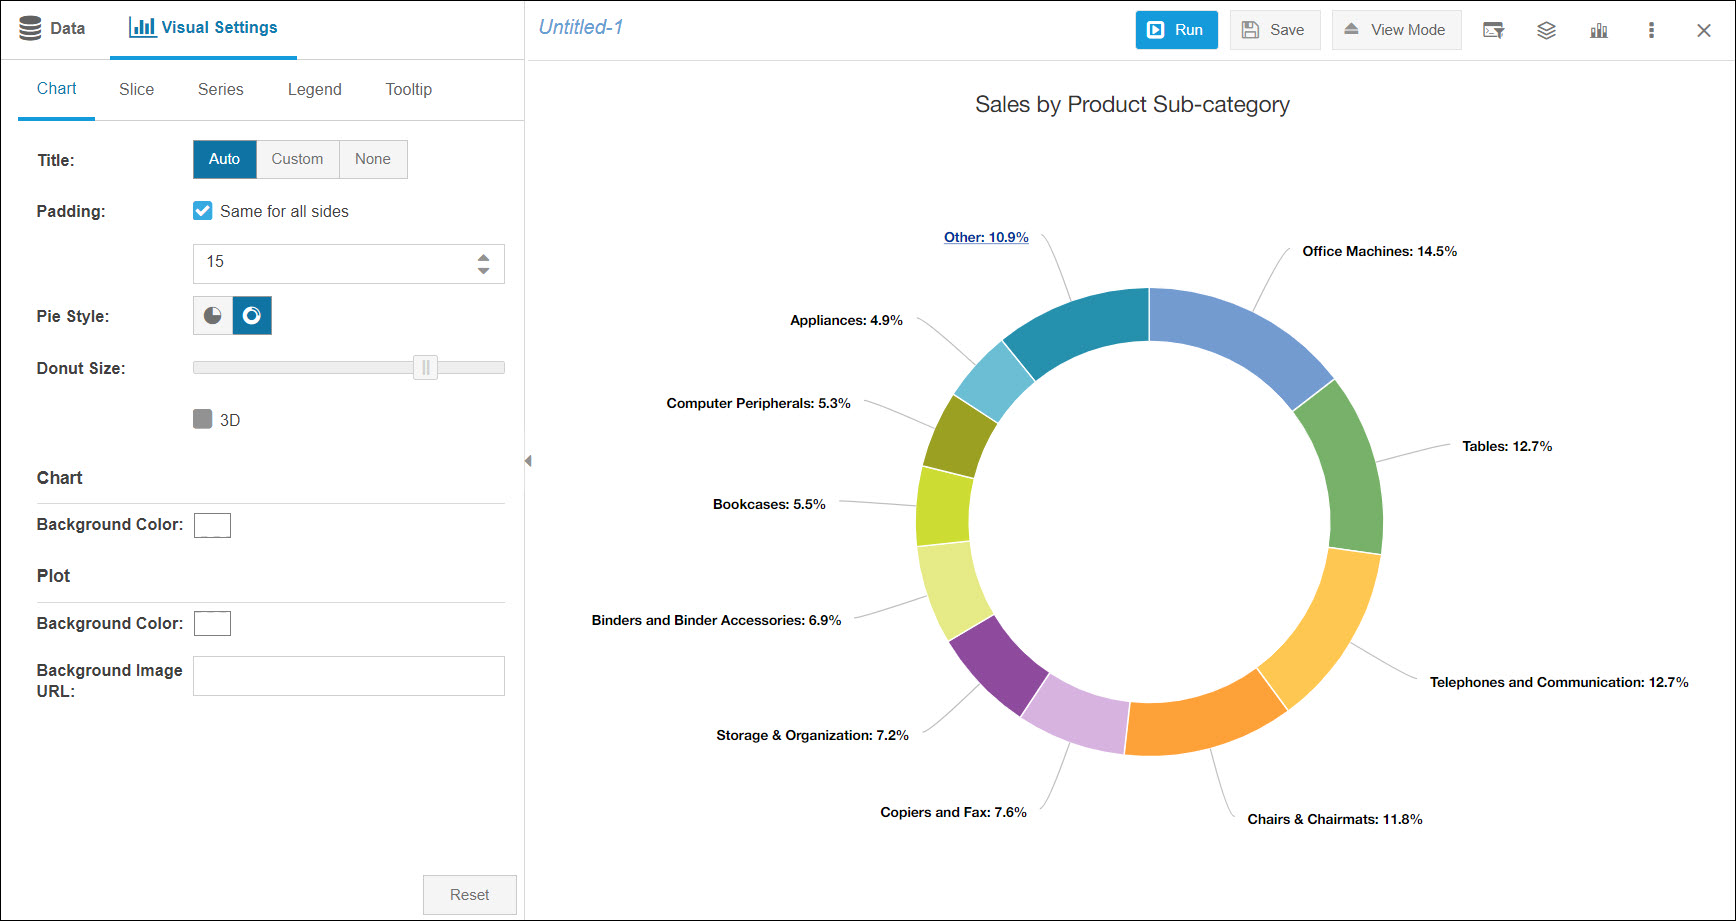 Data
Visual Settings
Untitled-1
Run
Save
View Mode
Chart
Slice
Series
Legend
Tooltip
Title:
Auto
Custom
None
Padding:
Same for all sides
15
Pie Style:
Donut Size:
3D
Chart
Background Color:
Plot
Background Color:
Background Image
URL:
Reset
Sales by Product Sub-category
Other: 10.9%
Office Machines: 14.5%
Appliances: 4.9%
Computer Peripherals: 5.3%
Tables: 12.7%
Bookcases: 5.5%
Binders and Binder Accessories: 6.9%
Telephones and Communication: 12.7%
Storage & Organization: 7.2%
Copiers and Fax: 7.6%
Chairs & Chairmats: 11.8%